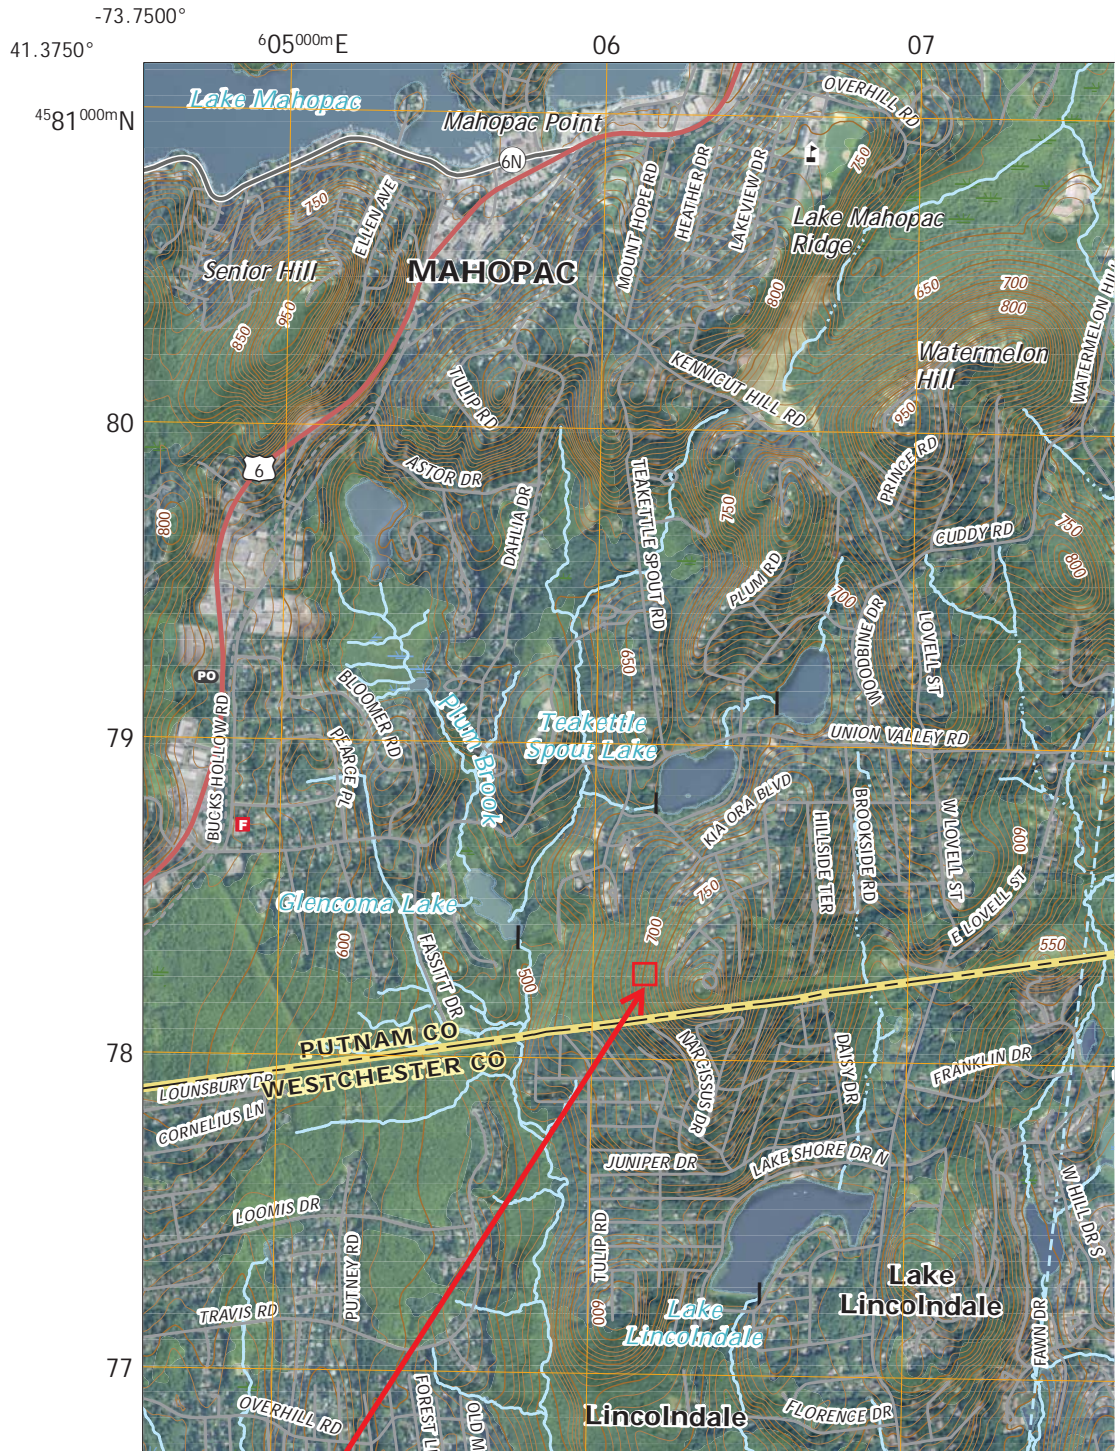 -73.7500°
41.3750°
⁶05⁰⁰⁰ᵐE
06
07
⁴⁵81⁰⁰⁰ᵐN
Lake Mahopac
Mahopac Point
OVERHILL RD
6N
750
750
ELLEN AVE
MOUNT HOPE RD
HEATHER DR
LAKEVIEW DR
Lake Mahopac
Ridge
Senior Hill
MAHOPAC
650
700
800
800
WATERMELON HILL
850
950
Watermelon
Hill
TULIP RD
KENNICUT HILL RD
950
80
6
ASTOR DR
PRINCE RD
800
DAHLIA DR
TEAKETTLE SPOUT RD
750
CUDDY RD
750
800
PLUM RD
700
WOODBINE DR
LOVELL ST
650
PO
BLOOMER RD
BUCKS HOLLOW RD
PEARCE PL
Plum Brook
Teakettle
Spout Lake
UNION VALLEY RD
79
KIA ORA BLVD
HILLSIDE TER
BROOKSIDE RD
W LOVELL ST
600
F
750
E LOVELL ST
Glencoma Lake
600
FASSITT DR
700
550
500
PUTNAM CO
WESTCHESTER CO
78
NARCISSUS DR
DAISY DR
FRANKLIN DR
LOUNSBURY DR
CORNELIUS LN
JUNIPER DR
LAKE SHORE DR N
W HILL DR S
LOOMIS DR
PUTNEY RD
TULIP RD
TRAVIS RD
600
Lake
Lincolndale
Lake
Lincolndale
FAWN DR
77
OVERHILL RD
FOREST L
OLD M
Lincolndale
FLORENCE DR